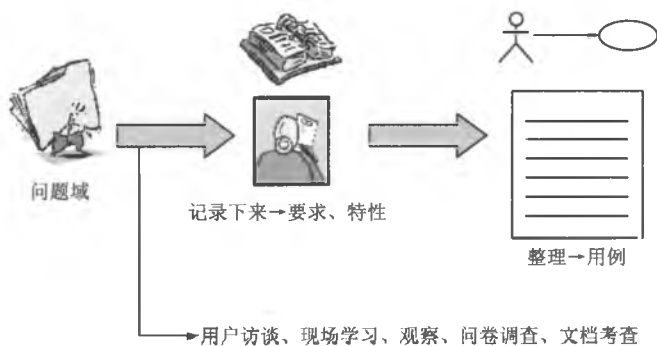 问题域
记录下来→要求、特性
整理→用例
用户访谈、现场学习、观察、问卷调查、文档考查